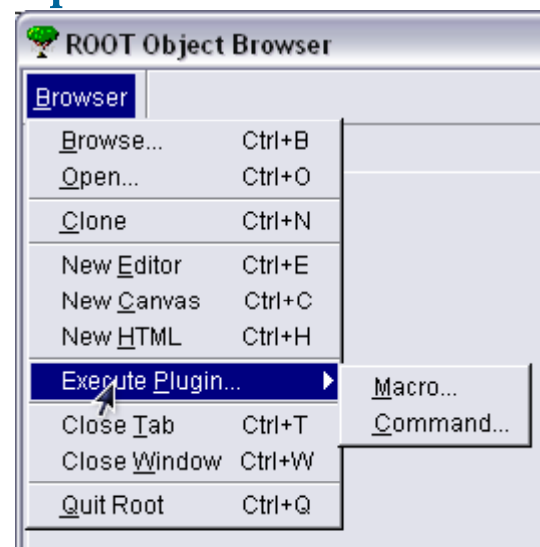 ROOT Object Browser
Browser
Browse... Ctrl+B
Open... Ctrl+O
Clone Ctrl+N
New Editor Ctrl+E
New Canvas Ctrl+C
New HTML Ctrl+H
Execute Plugin...
Macro...
Command...
Close Tab Ctrl+T
Close Window Ctrl+W
Quit Root Ctrl+Q